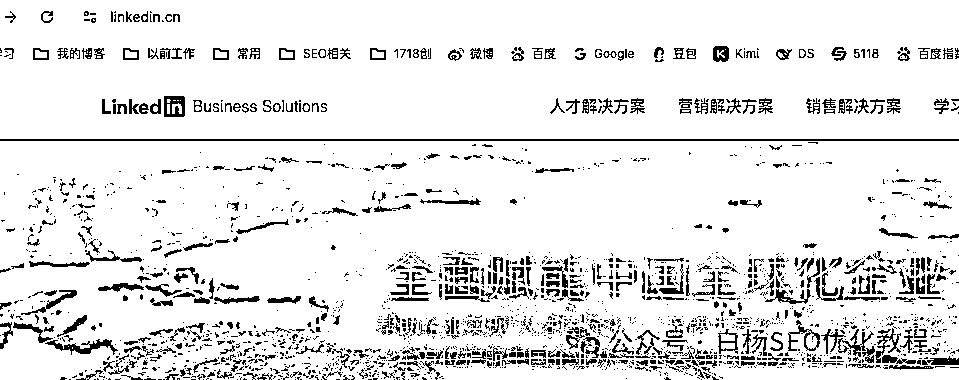 linkedin.cn
学习 我的博客 以前工作 常用 SEO相关 1718创 微博 百度 Google 豆包 Kimi DS 5118 百度指数
Linked in Business Solutions 人才解决方案 营销解决方案 销售解决方案 学习
全面赋能中国全球化企业
公众号 · 白杨SEO优化教程